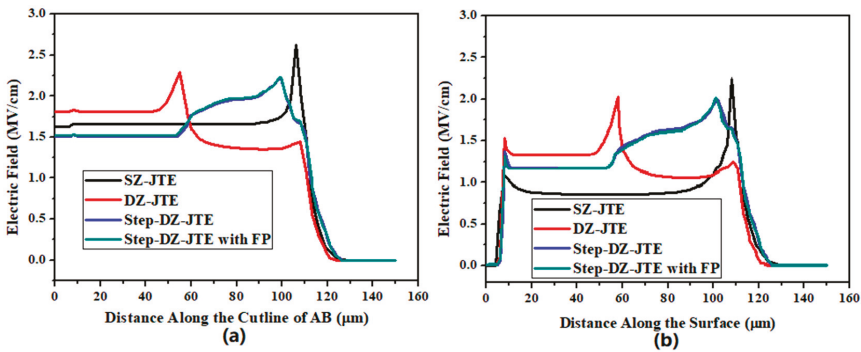 3.0
2.5
2.0
1.5
1.0
0.5
0.0
Electric Field (MV/cm)
SZ-JTE
DZ-JTE
Step-DZ-JTE
Step-DZ-JTE with FP
0 20 40 60 80 100 120 140 160
Distance Along the Cutline of AB (μm)
(a)
3.0
2.5
2.0
1.5
1.0
0.5
0.0
Electric Field (MV/cm)
SZ-JTE
DZ-JTE
Step-DZ-JTE
Step-DZ-JTE with FP
0 20 40 60 80 100 120 140 160
Distance Along the Surface (μm)
(b)